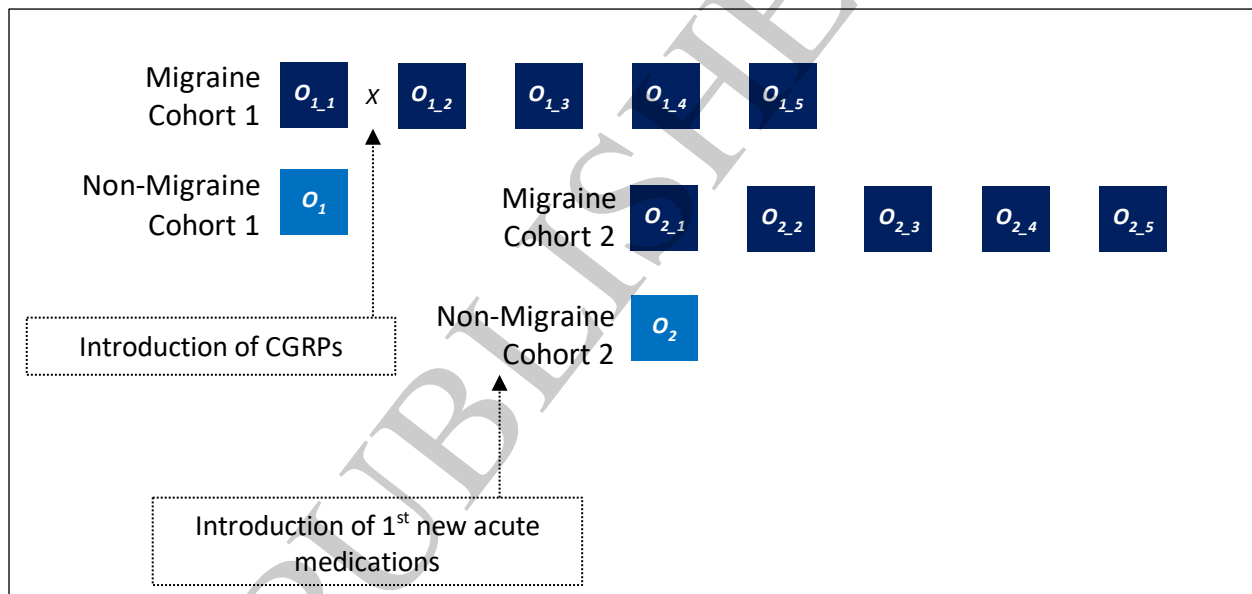 Migraine
Cohort 1
O1_1 x O1_2 O1_3 O1_4 O1_5
Non-Migraine
Cohort 1
O1
Migraine
Cohort 2
O2_1 O2_2 O2_3 O2_4 O2_5
Non-Migraine
Cohort 2
O2
Introduction of CGRPs
Introduction of 1st new acute
medications
PUBLISHE